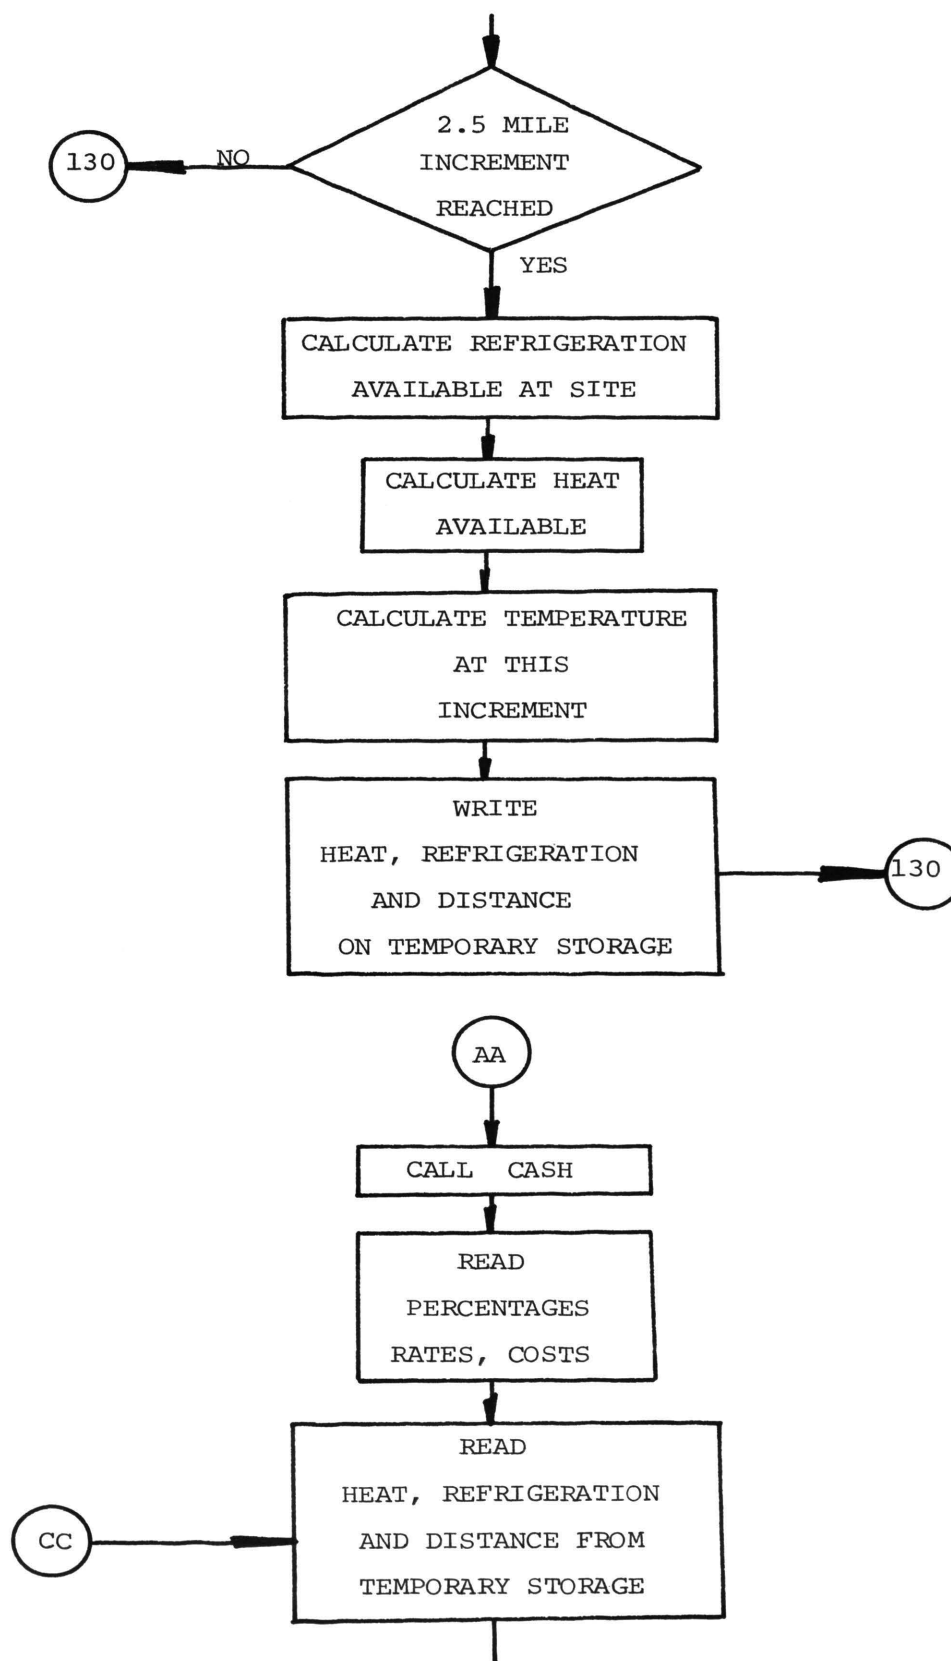 2.5 MILE
INCREMENT
REACHED
NO
130
YES
CALCULATE REFRIGERATION
AVAILABLE AT SITE
CALCULATE HEAT
AVAILABLE
CALCULATE TEMPERATURE
AT THIS
INCREMENT
WRITE
HEAT, REFRIGERATION
AND DISTANCE
ON TEMPORARY STORAGE
130
AA
CALL CASH
READ
PERCENTAGES
RATES, COSTS
READ
HEAT, REFRIGERATION
AND DISTANCE FROM
TEMPORARY STORAGE
CC